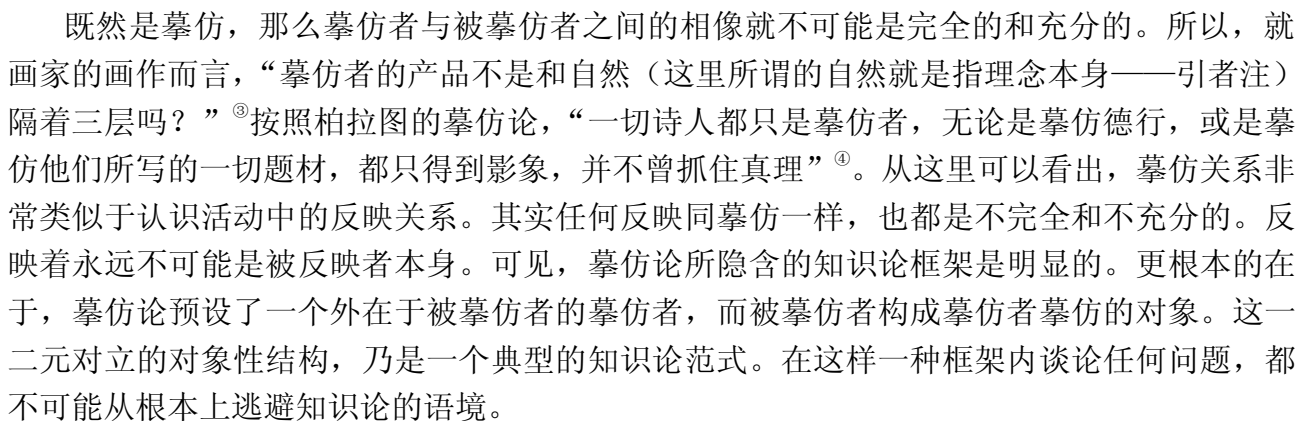 既然是摹仿，那么摹仿者与被摹仿者之间的相像就不可能是完全的和充分的。所以，就
画家的画作而言，“摹仿者的产品不是和自然（这里所谓的自然就是指理念本身——引者注）
隔着三层吗？”③按照柏拉图的摹仿论，“一切诗人都只是摹仿者，无论是摹仿德行，或是摹
仿他们所写的一切题材，都只得到影象，并不曾抓住真理”④。从这里可以看出，摹仿关系非
常类似于认识活动中的反映关系。其实任何反映同摹仿一样，也都是不完全和不充分的。反
映着永远不可能是被反映者本身。可见，摹仿论所隐含的知识论框架是明显的。更根本的在
于，摹仿论预设了一个外在于被摹仿者的摹仿者，而被摹仿者构成摹仿者摹仿的对象。这一
二元对立的对象性结构，乃是一个典型的知识论范式。在这样一种框架内谈论任何问题，都
不可能从根本上逃避知识论的语境。